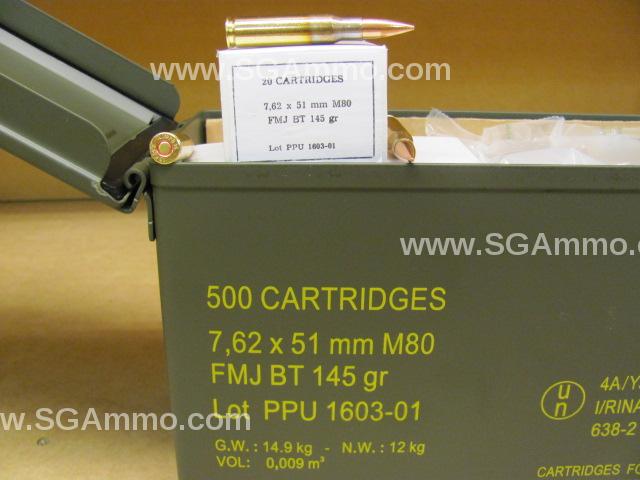 www.SGAmmo.com
20 CARTRIDGES
7,62 x 51 mm M80
FMJ BT 145 gr
Lot PPU 1603-01
www.SGAmmo.com
500 CARTRIDGES
7,62 x 51 mm M80
FMJ BT 145 gr
Lot PPU 1603-01
www.SGAmmo.com
G.W. : 14.9 kg - N.W. : 12 kg
VOL: 0,009 m³
un
4A/Y
I/RINA
638-2
CARTRIDGES FO